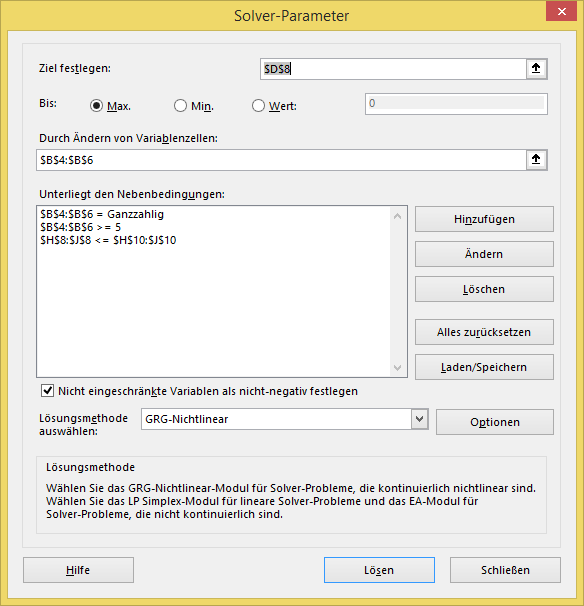 Solver-Parameter
Ziel festlegen:
$D$8
Bis:
Max.
Min.
Wert:
0
Durch Ändern von Variablenzellen:
$B$4:$B$6
Unterliegt den Nebenbedingungen:
$B$4:$B$6 = Ganzzahlig
$B$4:$B$6 >= 5
$H$8:$J$8 <= $H$10:$J$10
Hinzufügen
Ändern
Löschen
Alles zurücksetzen
Laden/Speichern
Nicht eingeschränkte Variablen als nicht-negativ festlegen
Lösungsmethode
auswählen:
GRG-Nichtlinear
Optionen
Lösungsmethode
Wählen Sie das GRG-Nichtlinear-Modul für Solver-Probleme, die kontinuierlich nichtlinear sind.
Wählen Sie das LP Simplex-Modul für lineare Solver-Probleme und das EA-Modul für
Solver-Probleme, die nicht kontinuierlich sind.
Hilfe
Lösen
Schließen